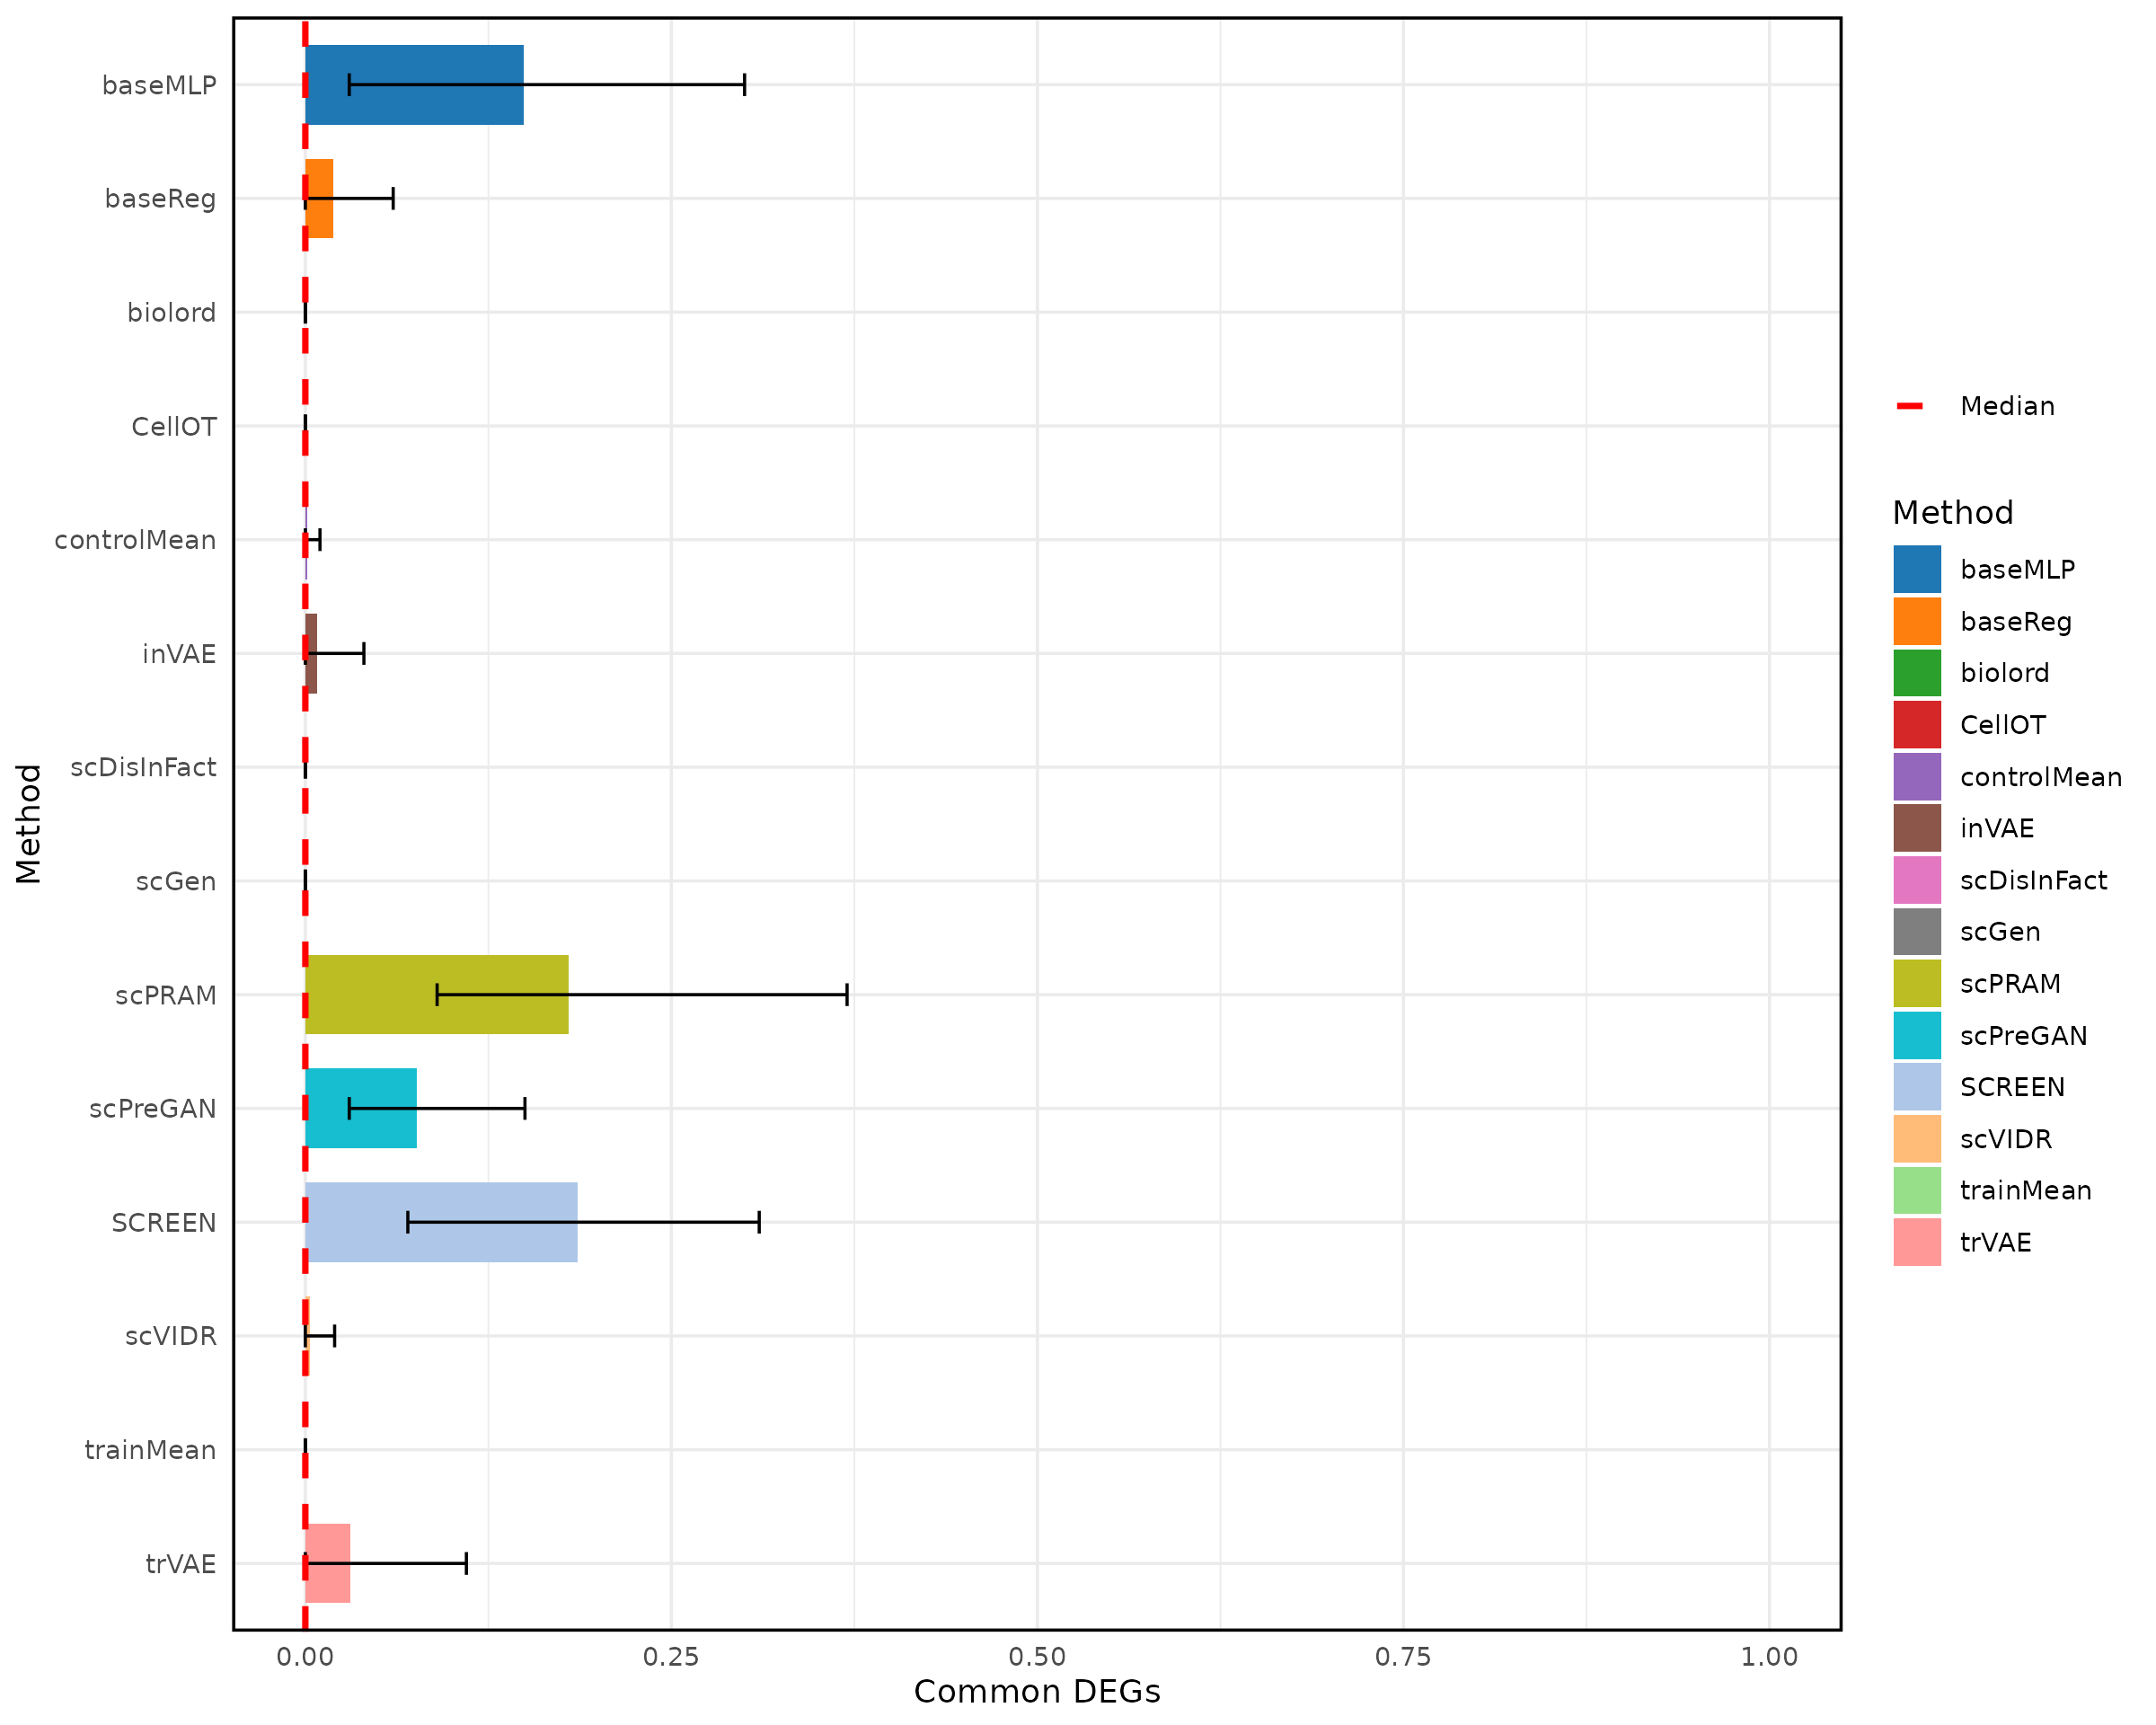 baseMLP
baseReg
biolord
CellOT
controlMean
inVAE
scDisInFact
scGen
scPRAM
scPreGAN
SCREEN
scVIDR
trainMean
trVAE
Method
0.00 0.25 0.50 0.75 1.00
Common DEGs
Median
Method
baseMLP
baseReg
biolord
CellOT
controlMean
inVAE
scDisInFact
scGen
scPRAM
scPreGAN
SCREEN
scVIDR
trainMean
trVAE